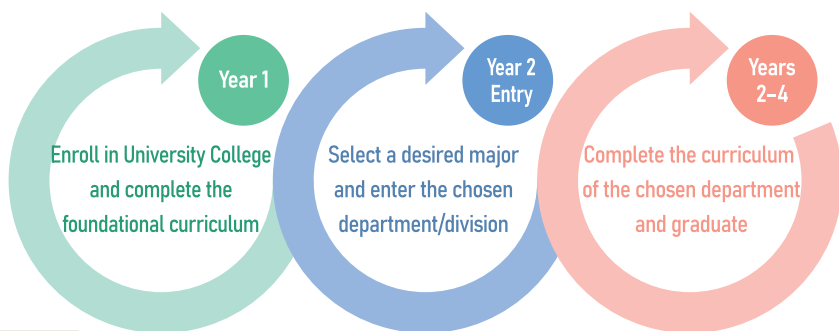 Year 1
Enroll in University College
and complete the
foundational curriculum
Year 2
Entry
Select a desired major
and enter the chosen
department/division
Years
2–4
Complete the curriculum
of the chosen department
and graduate